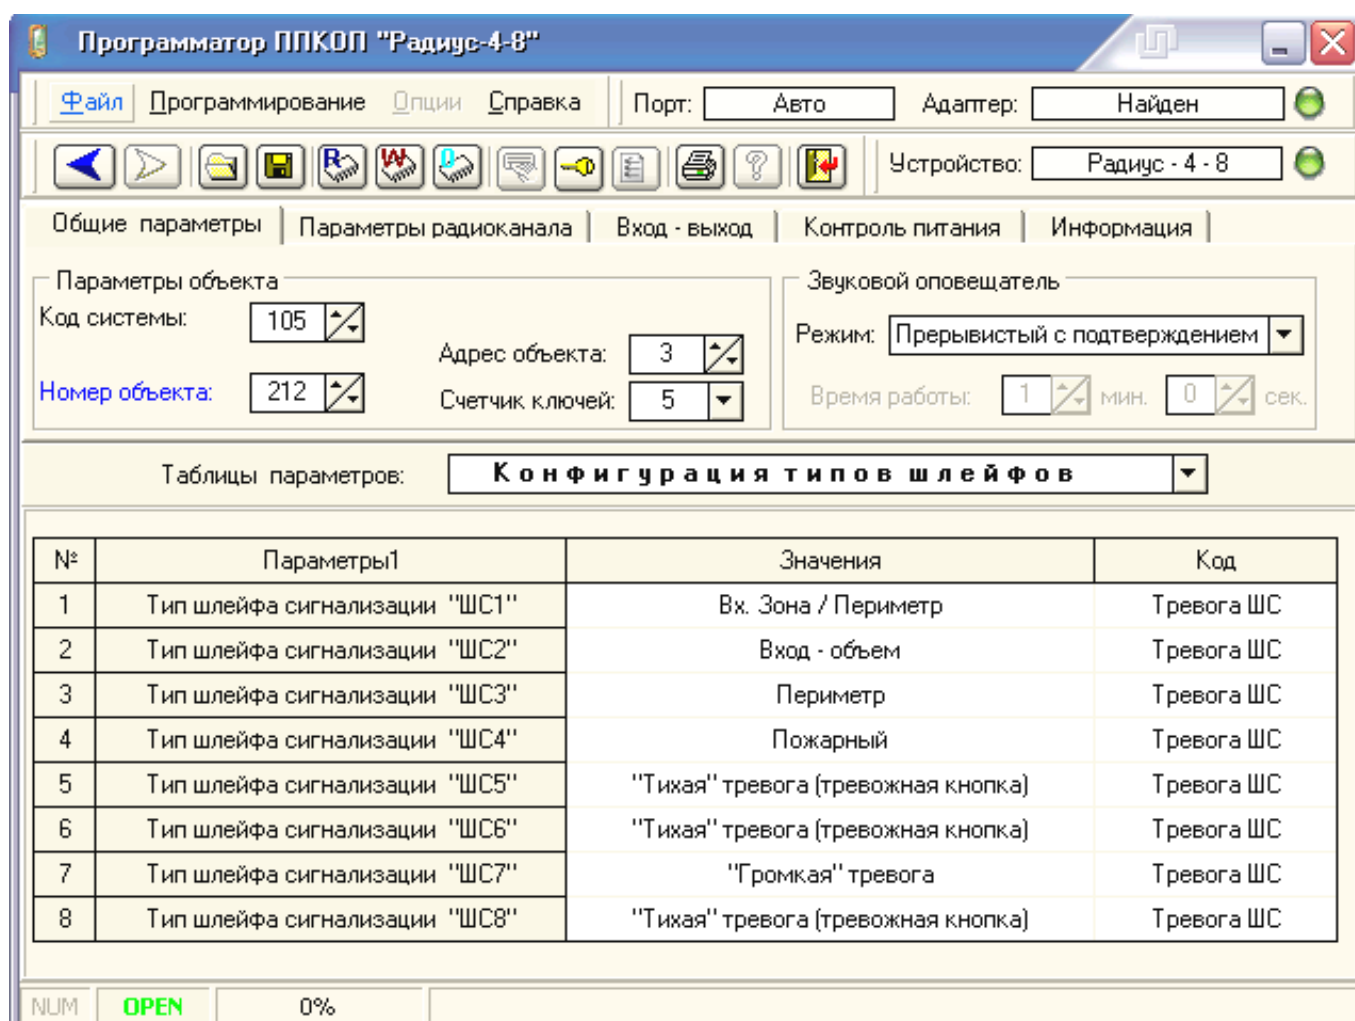 Программатор ППКОП "Радиус-4-8"
Файл Программирование Опции Справка Порт: Авто Адаптер: Найден
Устройство: Радиус - 4 - 8
Общие параметры Параметры радиоканала Вход - выход Контроль питания Информация
Параметры объекта Звуковой оповещатель
Код системы: 105 Режим: Прерывистый с подтверждением
Адрес объекта: 3
Номер объекта: 212 Счетчик ключей: 5 Время работы: 1 мин. 0 сек.
Таблицы параметров: Конфигурация типов шлейфов
№ Параметры1 Значения Код
1 Тип шлейфа сигнализации "ШС1" Вх. Зона / Периметр Тревога ШС
2 Тип шлейфа сигнализации "ШС2" Вход - объем Тревога ШС
3 Тип шлейфа сигнализации "ШС3" Периметр Тревога ШС
4 Тип шлейфа сигнализации "ШС4" Пожарный Тревога ШС
5 Тип шлейфа сигнализации "ШС5" "Тихая" тревога (тревожная кнопка) Тревога ШС
6 Тип шлейфа сигнализации "ШС6" "Тихая" тревога (тревожная кнопка) Тревога ШС
7 Тип шлейфа сигнализации "ШС7" "Громкая" тревога Тревога ШС
8 Тип шлейфа сигнализации "ШС8" "Тихая" тревога (тревожная кнопка) Тревога ШС
NUM OPEN 0%